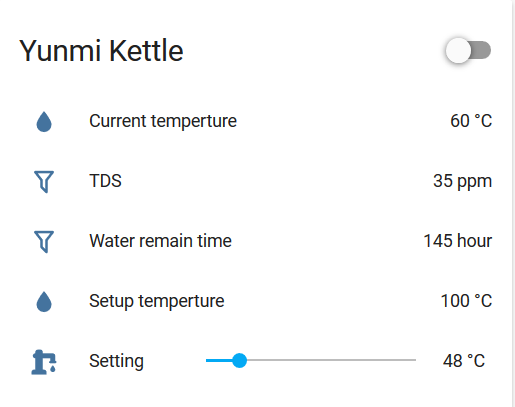 Yunmi Kettle
Current temperture 60 °C
TDS 35 ppm
Water remain time 145 hour
Setup temperture 100 °C
Setting 48 °C